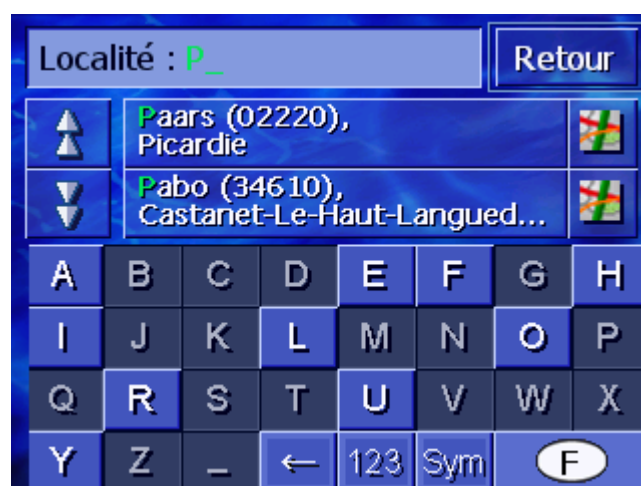 Localité : P_
Retour
Paars (02220),
Picardie
Pabo (34610),
Castanet-Le-Haut-Langued...
A B C D E F G H
I J K L M N O P
Q R S T U V W X
Y Z _ ← 123 Sym F